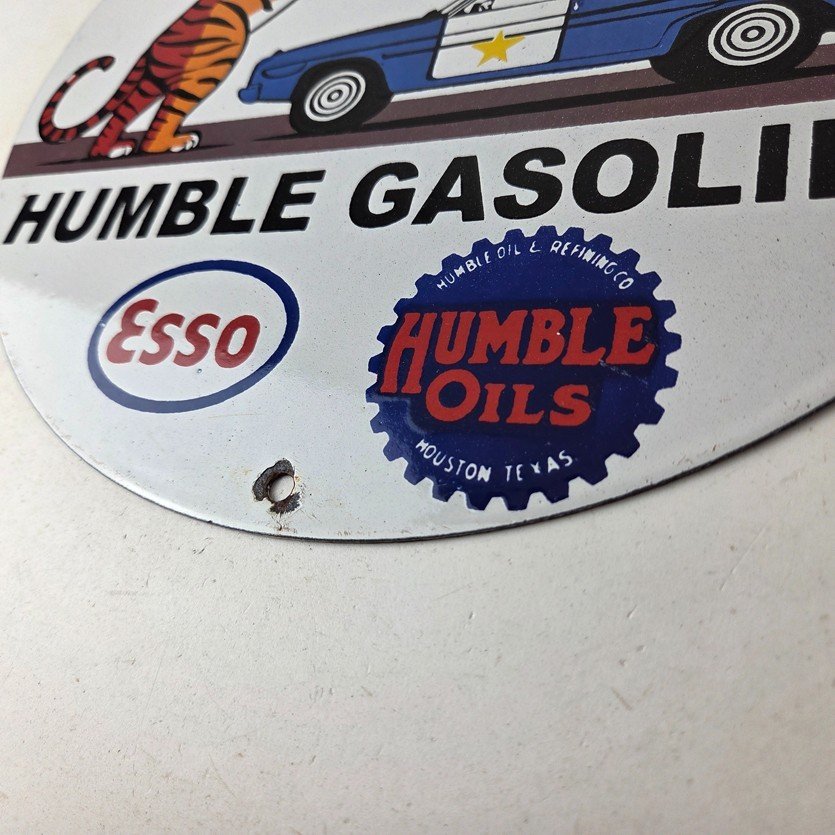 HUMBLE GASOLI
Esso
HUMBLE OIL & REFINING CO
HUMBLE
OILS
HOUSTON TEXAS